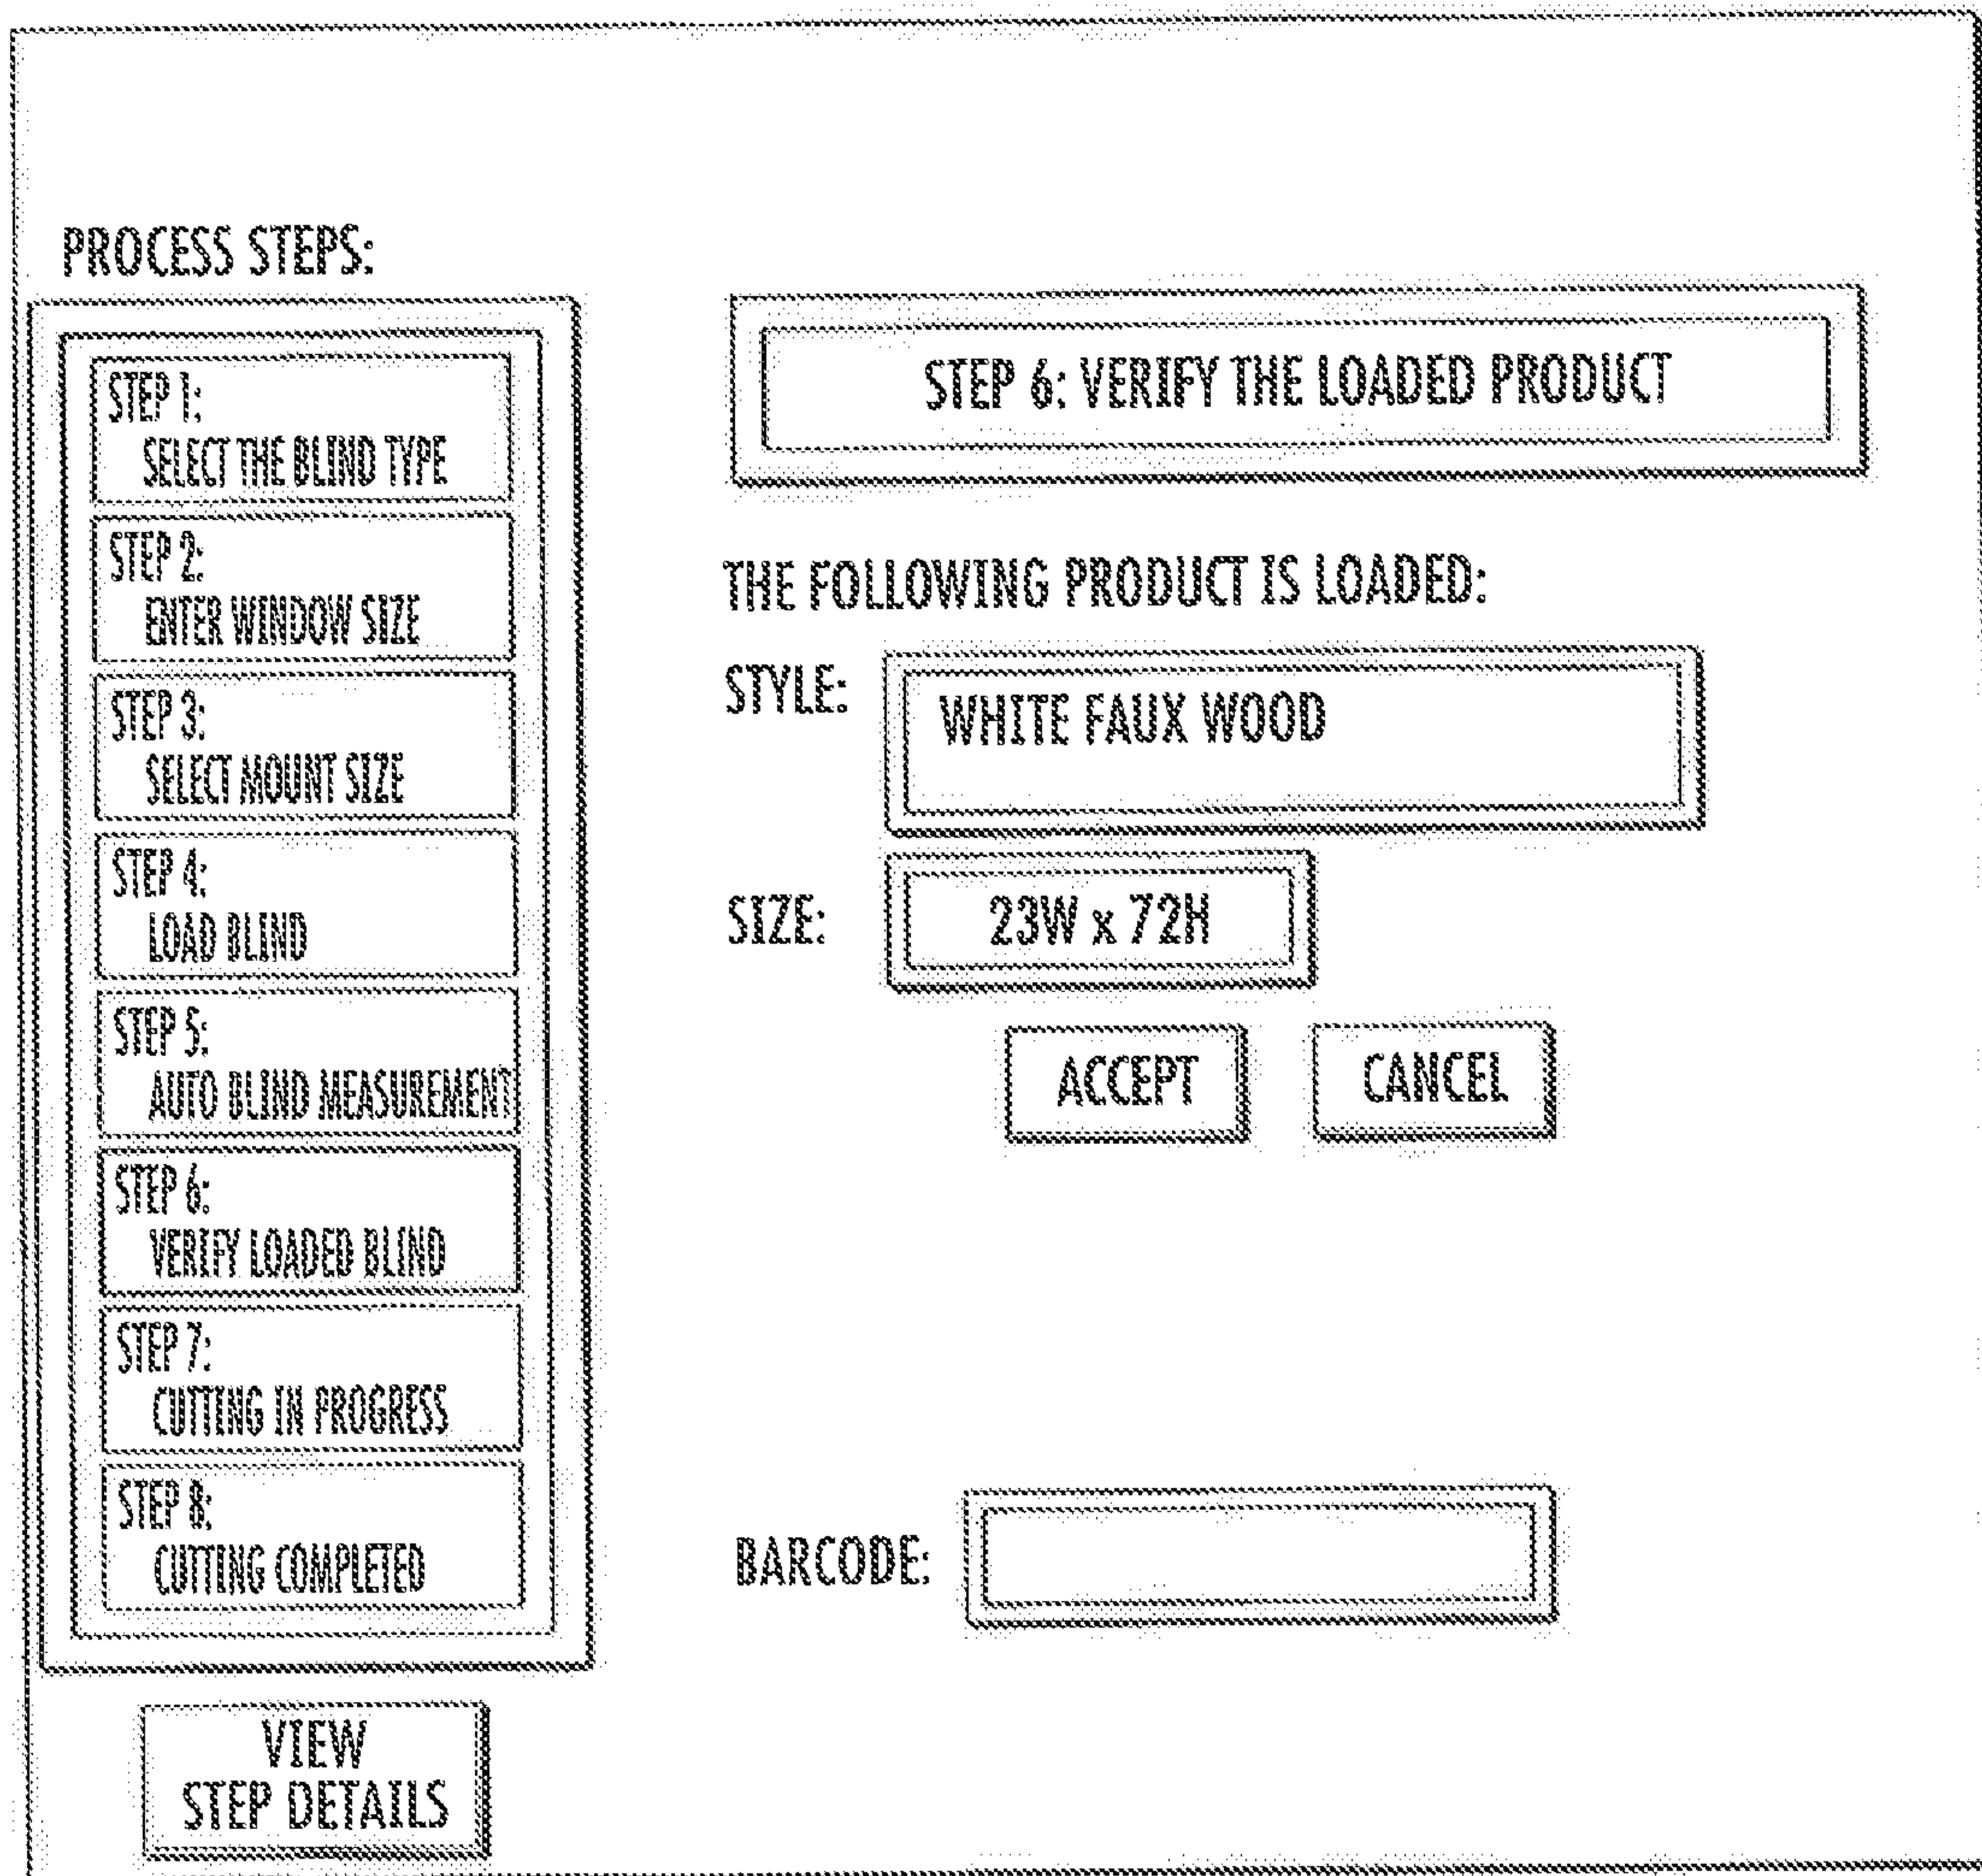 PROCESS STEPS:
STEP 1:
SELECT THE BLIND TYPE
STEP 2:
ENTER WINDOW SIZE
STEP 3:
SELECT MOUNT SIZE
STEP 4:
LOAD BLIND
STEP 5:
AUTO BLIND MEASUREMENT
STEP 6:
VERIFY LOADED BLIND
STEP 7:
CUTTING IN PROGRESS
STEP 8:
CUTTING COMPLETED
VIEW
STEP DETAILS
STEP 6: VERIFY THE LOADED PRODUCT
THE FOLLOWING PRODUCT IS LOADED:
STYLE: WHITE FAUX WOOD
SIZE: 23W x 72H
ACCEPT CANCEL
BARCODE: